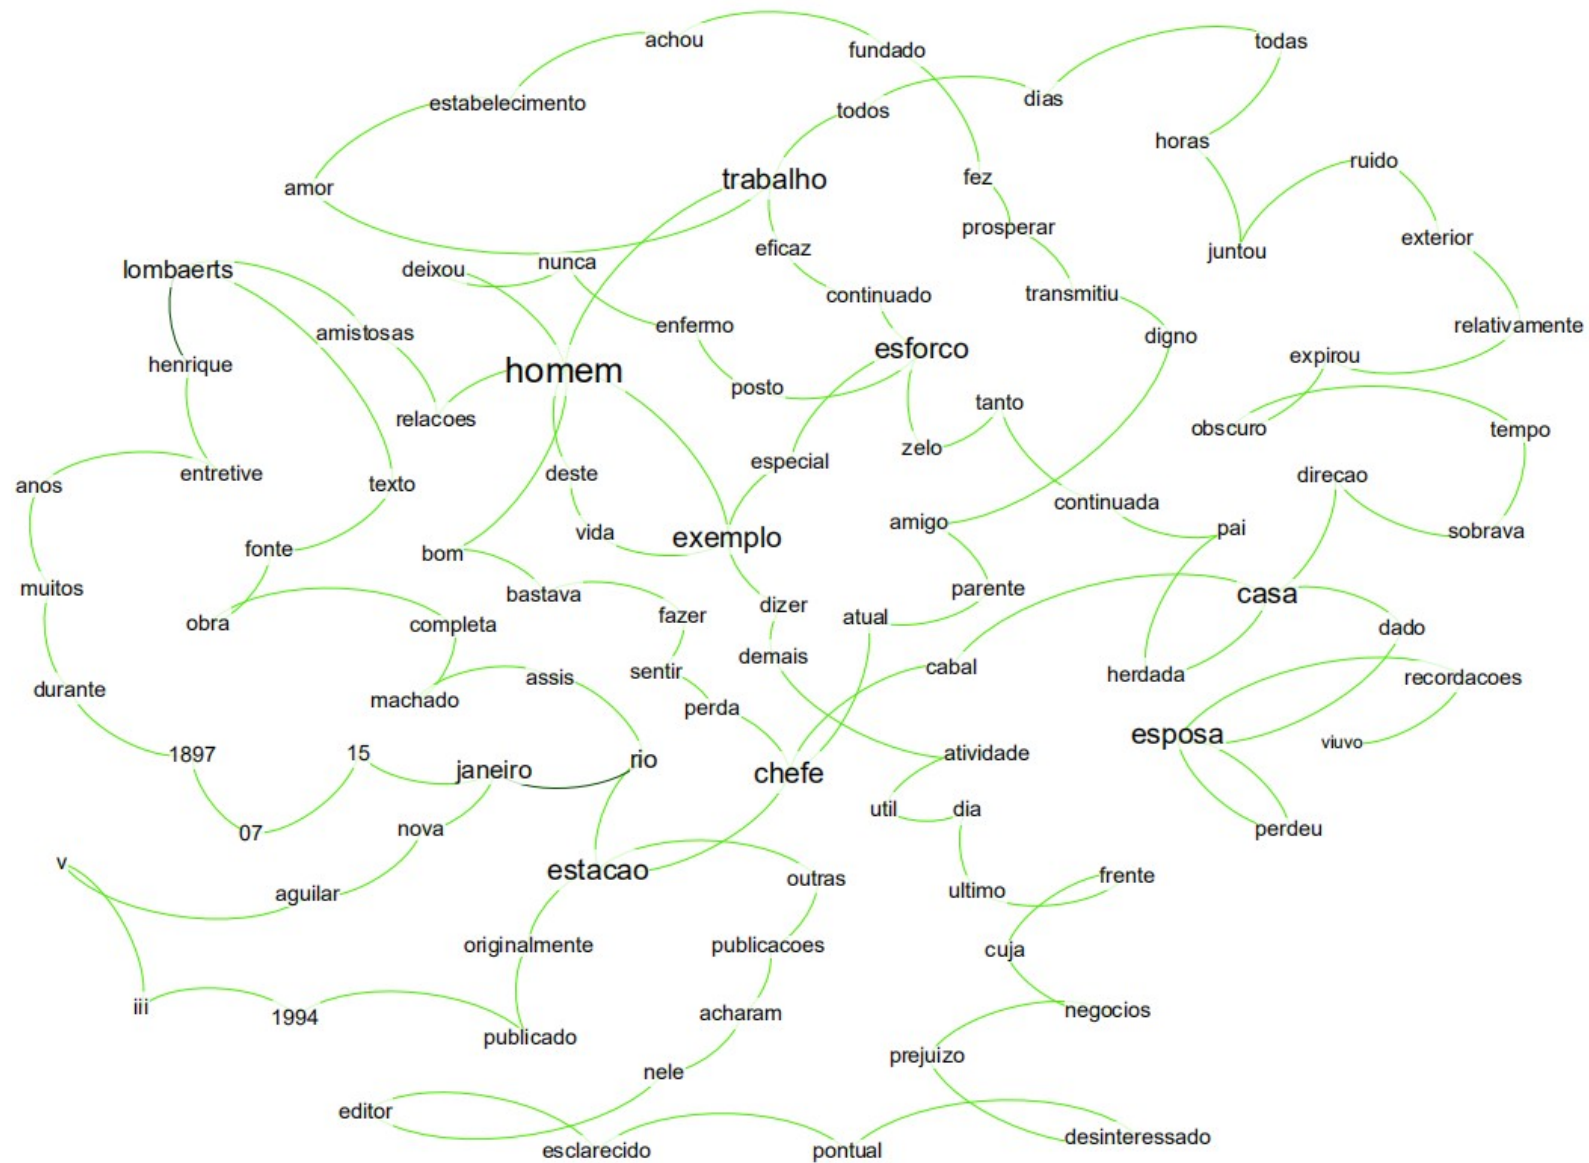 achou
fundado
todas
estabelecimento
todos
dias
horas
ruido
amor
trabalho
fez
prosperar
exterior
juntou
eficaz
lombaerts
deixou
nunca
continuado
transmitiu
amistosas
enfermo
digno
relativamente
henrique
homem
esforco
expirou
posto
relacoes
tanto
obscuro
tempo
zelo
especial
anos
entretive
texto
deste
direcao
continuada
vida
exemplo
amigo
pai
sobrava
fonte
bom
muitos
bastava
dizer
parente
casa
obra
completa
fazer
atual
dado
demais
durante
machado
assis
sentir
cabal
herdada
recordacoes
perda
1897
15
janeiro
rio
chefe
atividade
esposa
viuvo
07
nova
util
dia
perdeu
v
aguilar
estacao
outras
ultimo
frente
originalmente
publicacoes
cuja
iii
1994
publicado
acharam
negocios
nele
prejuizo
editor
esclarecido
pontual
desinteressado